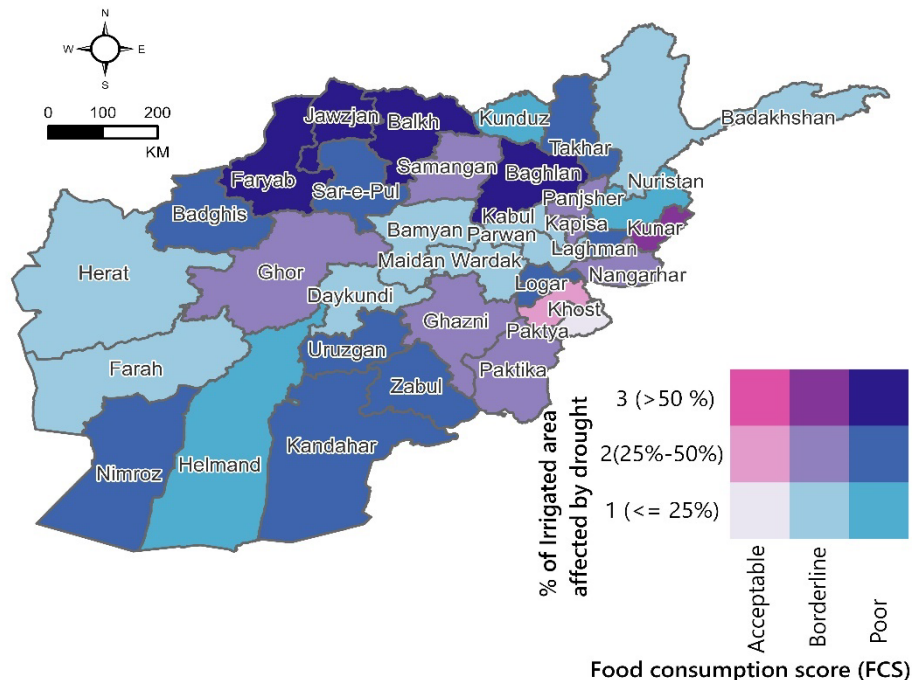 N
W E
S
0 100 200
KM
Jawzjan
Balkh
Kunduz
Badakhshan
Takhar
Samangan
Faryab
Baghlan
Nuristan
Sar-e-Pul
Panjsher
Badghis
Kabul
Kapisa
Kunar
Bamyan
Parwan
Laghman
Herat
Ghor
Maidan Wardak
Nangarhar
Logar
Daykundi
Khost
Ghazni
Paktya
Uruzgan
Farah
Paktika
Zabul
Kandahar
Helmand
Nimroz
% of Irrigated area
affected by drought
3 (>50 %)
2(25%-50%)
1 (<= 25%)
Acceptable
Borderline
Poor
Food consumption score (FCS)